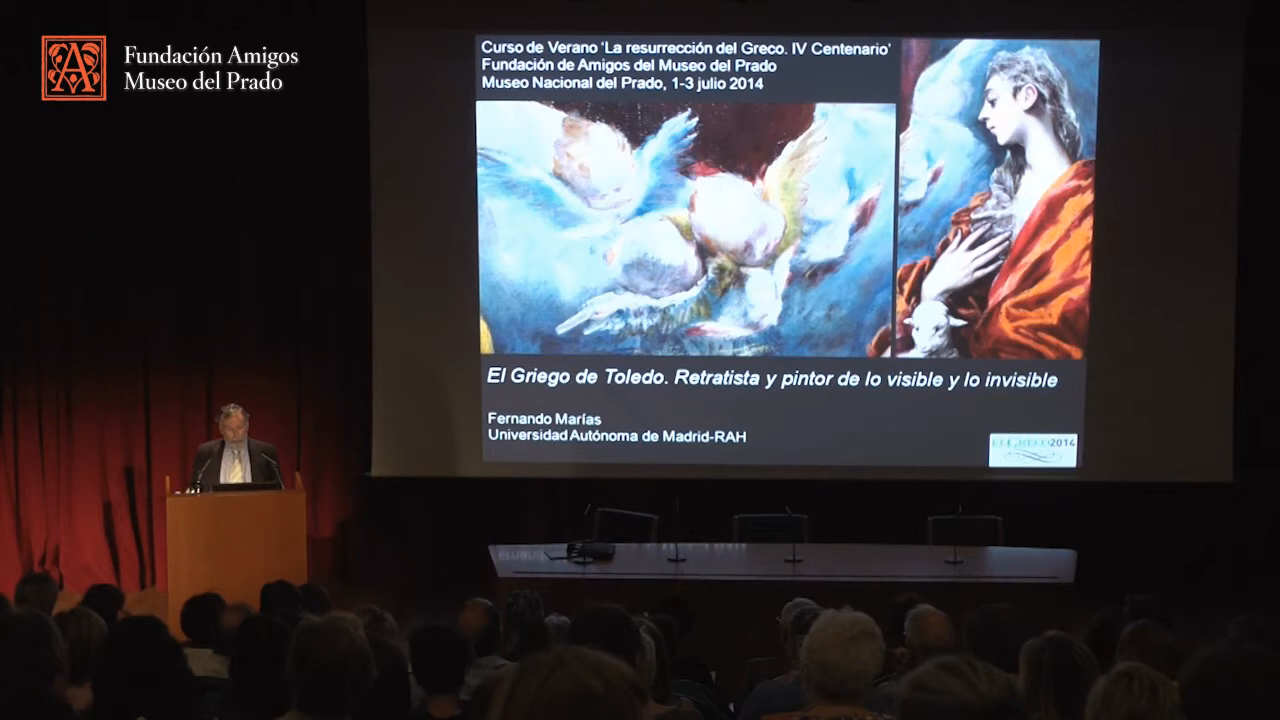 Fundación Amigos
Museo del Prado
Curso de Verano 'La resurrección del Greco. IV Centenario'
Fundación de Amigos del Museo del Prado
Museo Nacional del Prado, 1-3 julio 2014
El Griego de Toledo. Retratista y pintor de lo visible y lo invisible
Fernando Marías
Universidad Autónoma de Madrid-RAH
EL GRECO2014